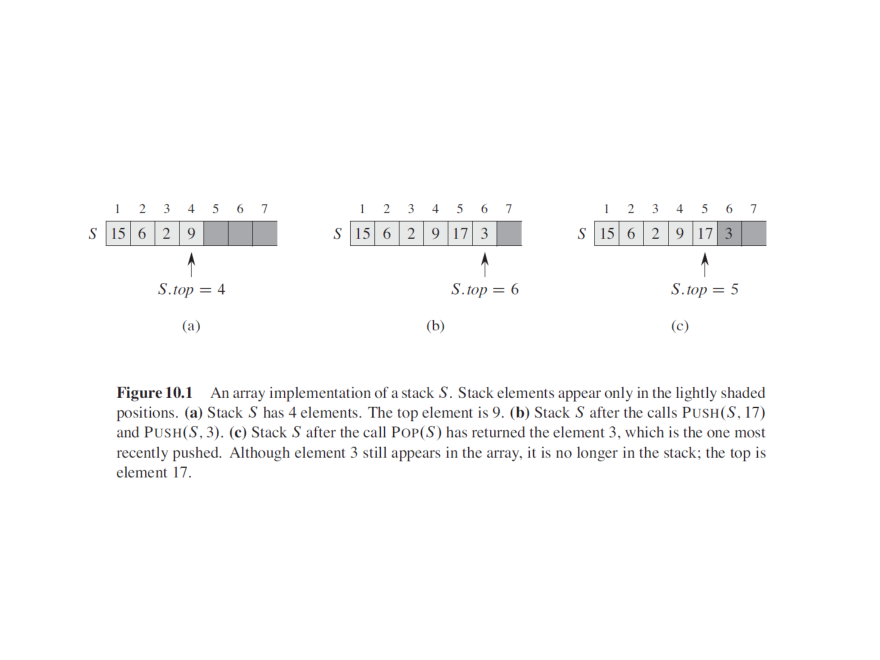 1 2 3 4 5 6 7
S 15 6 2 9
S.top = 4
(a)
1 2 3 4 5 6 7
S 15 6 2 9 17 3
S.top = 6
(b)
1 2 3 4 5 6 7
S 15 6 2 9 17 3
S.top = 5
(c)
Figure 10.1 An array implementation of a stack S. Stack elements appear only in the lightly shaded
positions. (a) Stack S has 4 elements. The top element is 9. (b) Stack S after the calls PUSH(S, 17)
and PUSH(S, 3). (c) Stack S after the call POP(S) has returned the element 3, which is the one most
recently pushed. Although element 3 still appears in the array, it is no longer in the stack; the top is
element 17.